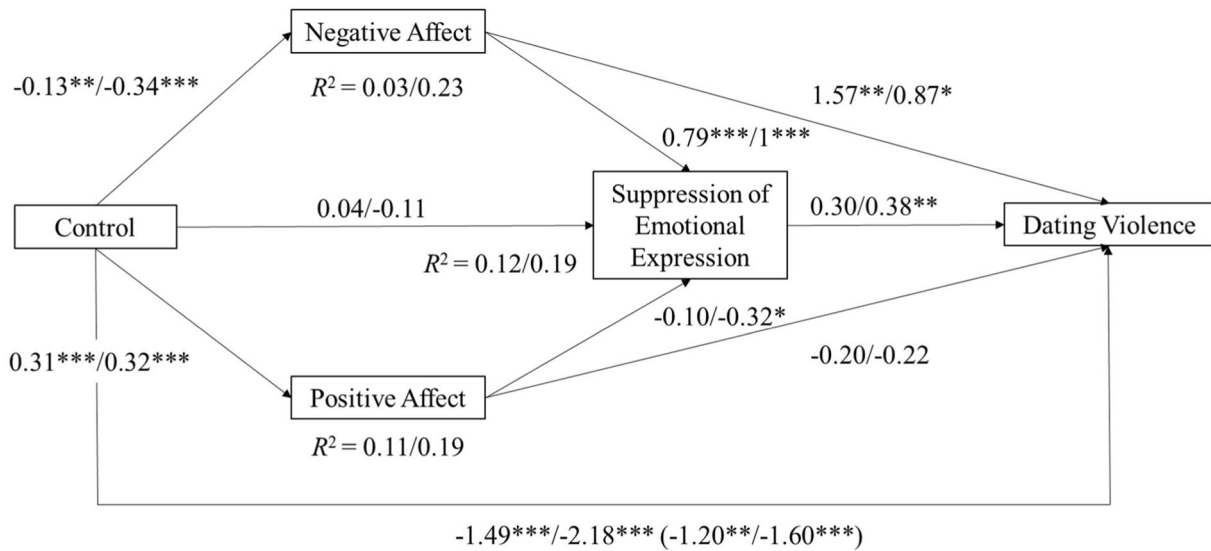 Negative Affect
-0.13**/-0.34***
R² = 0.03/0.23
1.57**/0.87*
0.79***/1***
Suppression of
Emotional
Expression
0.04/-0.11
0.30/0.38**
Control
Dating Violence
R² = 0.12/0.19
-0.10/-0.32*
0.31***/0.32***
-0.20/-0.22
Positive Affect
R² = 0.11/0.19
-1.49***/-2.18*** (-1.20**/-1.60***)